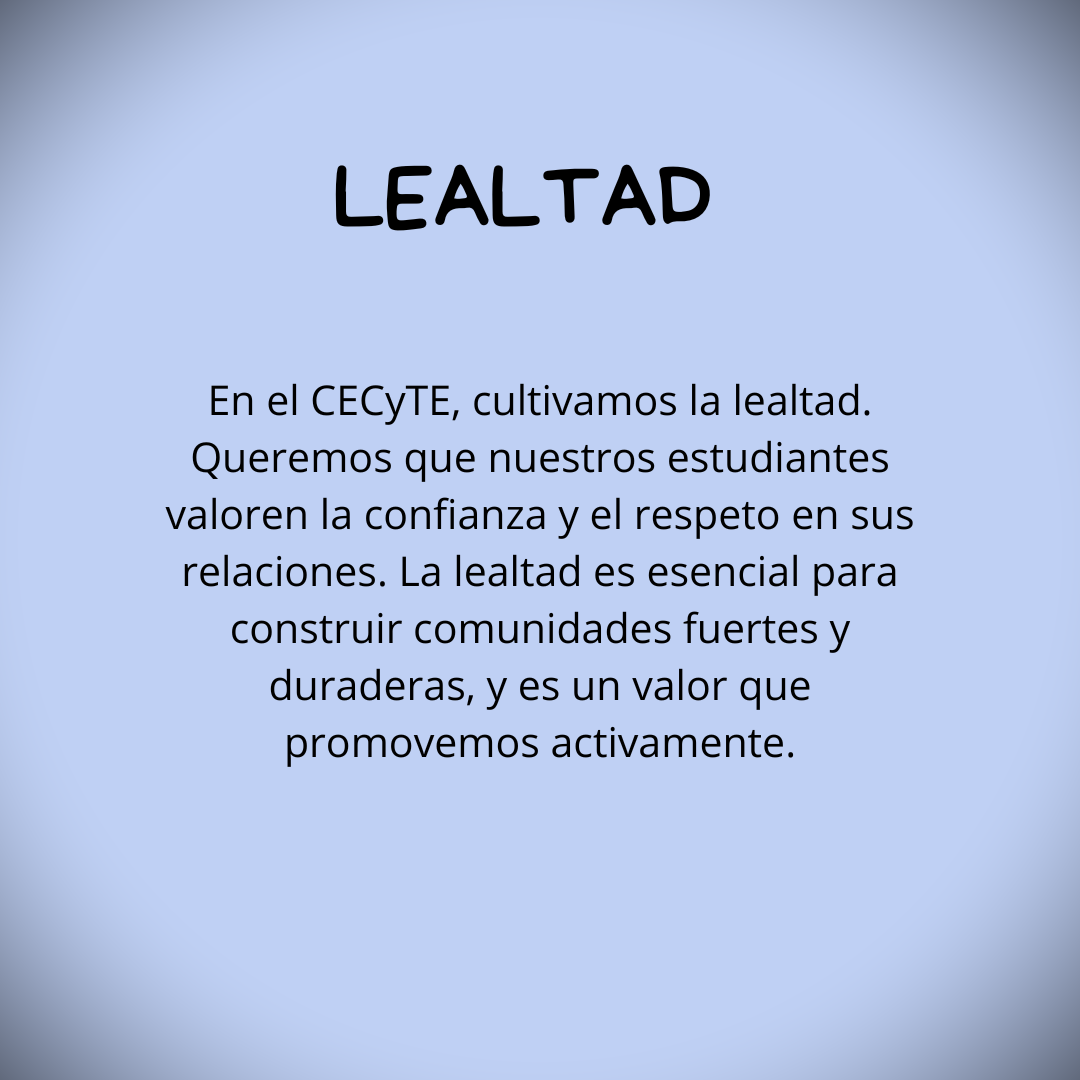 LEALTAD
En el CECyTE, cultivamos la lealtad.
Queremos que nuestros estudiantes
valoren la confianza y el respeto en sus
relaciones. La lealtad es esencial para
construir comunidades fuertes y
duraderas, y es un valor que
promovemos activamente.